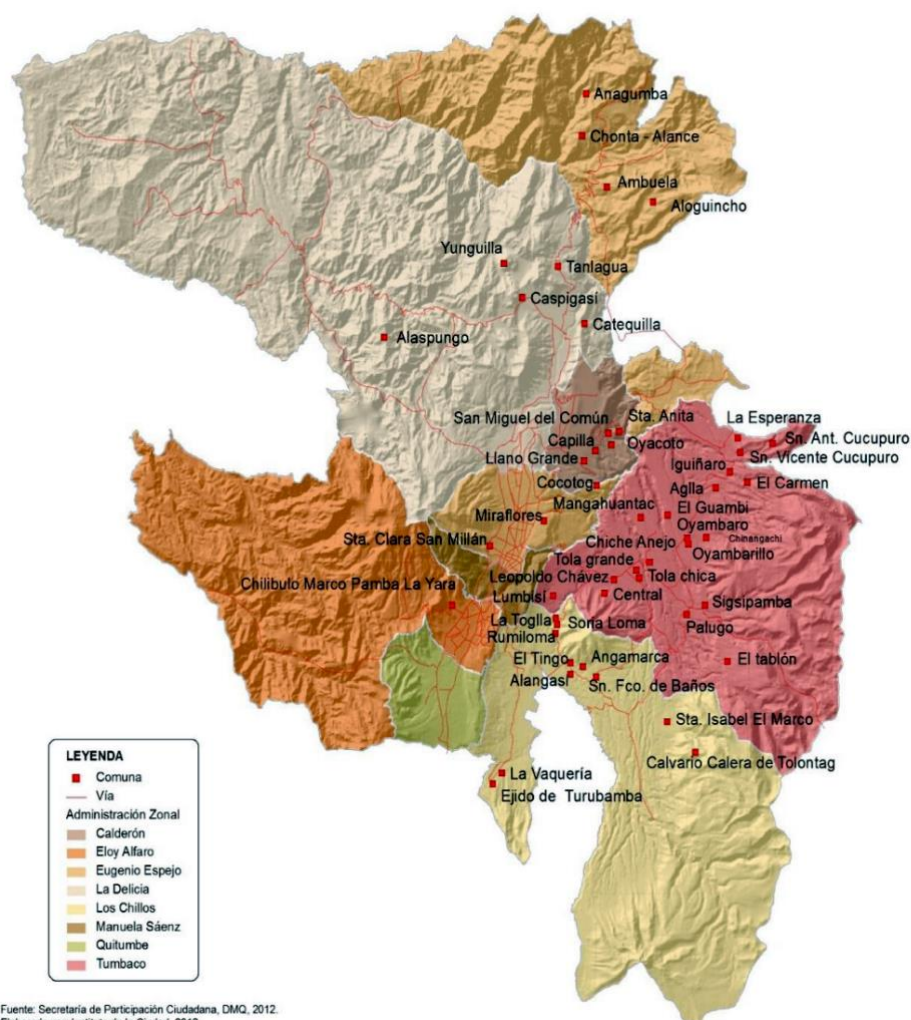 Anagumba
Chonta - Alance
Ambuela
Aloguincho
Yunguilla
Tanlagua
Caspigasí
Catequilla
Alaspungo
San Miguel del Común
Sta. Anita
La Esperanza
Capilla
Oyacoto
Sn. Ant. Cucupuro
Llano Grande
Sn. Vicente Cucupuro
Iguiñaro
Cocotog
Aglla
El Carmen
Mangahuantac
Miraflores
El Guambi
Oyambaro
Sta. Clara San Millán
Chiche Anejo
Chinangachi
Oyambarillo
Tola grande
Leopoldo Chávez
Tola chica
Chilibulo Marco Pamba La Yara
Lumbisí
Central
Sigsipamba
La Toglla
Soria Loma
Palugo
Rumiloma
El Tingo
Angamarca
El tablón
Alangasí
Sn. Fco. de Baños
Sta. Isabel El Marco
Calvario Calera de Tolontag
La Vaquería
Ejido de Turubamba
LEYENDA
Comuna
Vía
Administración Zonal
Calderón
Eloy Alfaro
Eugenio Espejo
La Delicia
Los Chillos
Manuela Sáenz
Quitumbe
Tumbaco
Fuente: Secretaría de Participación Ciudadana, DMQ, 2012.